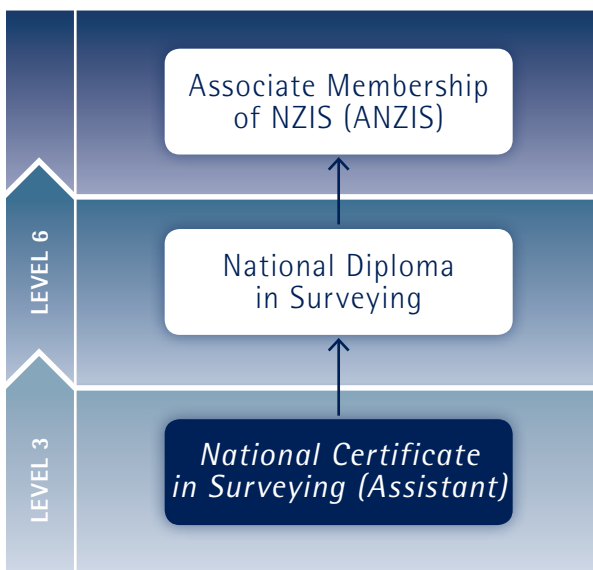 Associate Membership
of NZIS (ANZIS)
LEVEL 6
National Diploma
in Surveying
LEVEL 3
National Certificate
in Surveying (Assistant)